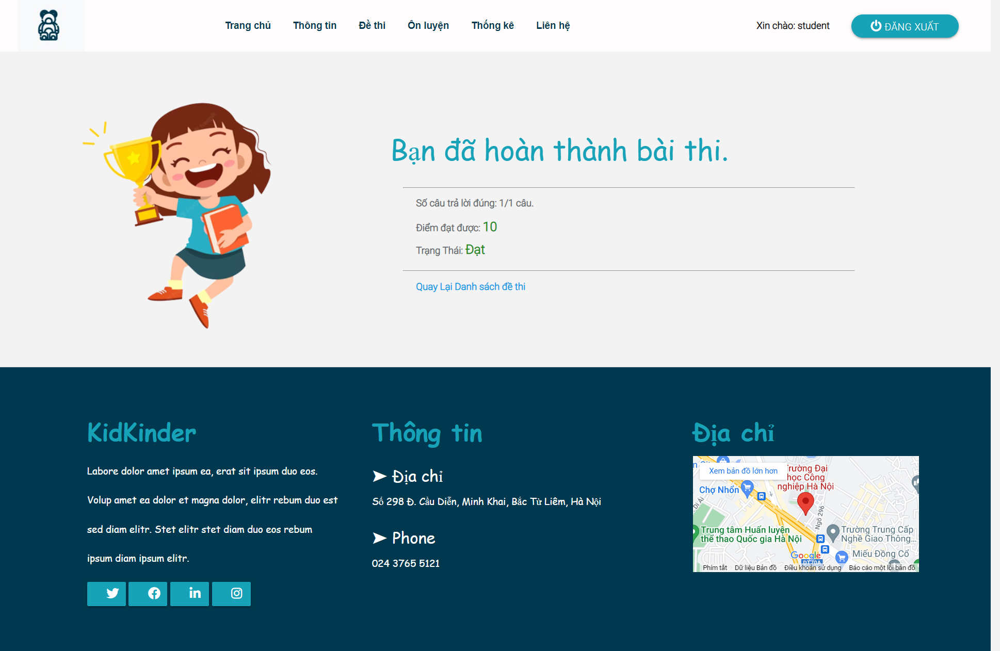 Trang chủ Thông tin Đề thi Ôn luyện Thống kê Liên hệ Xin chào: student ĐĂNG XUẤT
Bạn đã hoàn thành bài thi.
Số câu trả lời đúng: 1/1 câu.
Điểm đạt được: 10
Trạng Thái: Đạt
Quay Lại Danh sách đề thi
KidKinder
Labore dolor amet ipsum ea, erat sit ipsum duo eos.
Volup amet ea dolor et magna dolor, elitr rebum duo est
sed diam elitr. Stet elitr stet diam duo eos rebum
ipsum diam ipsum elitr.
Thông tin
➤ Địa chỉ
Số 298 Đ. Cầu Diễn, Minh Khai, Bắc Từ Liêm, Hà Nội
➤ Phone
024 3765 5121
Địa chỉ
Xem bản đồ lớn hơn
Trường Đại
học Công
nghiệp Hà Nội
Chợ Nhổn
Di Ái
Ngõ 296
Trung tâm Huấn luyện
thể thao Quốc gia Hà Nội
Trường Trung Cấp
Nghề Giao Thông...
Miếu Đồng Cổ
Google
ĐT70A
Phím tắt Dữ liệu Bản đồ Điều khoản sử dụng Báo cáo một lỗi bản đồ